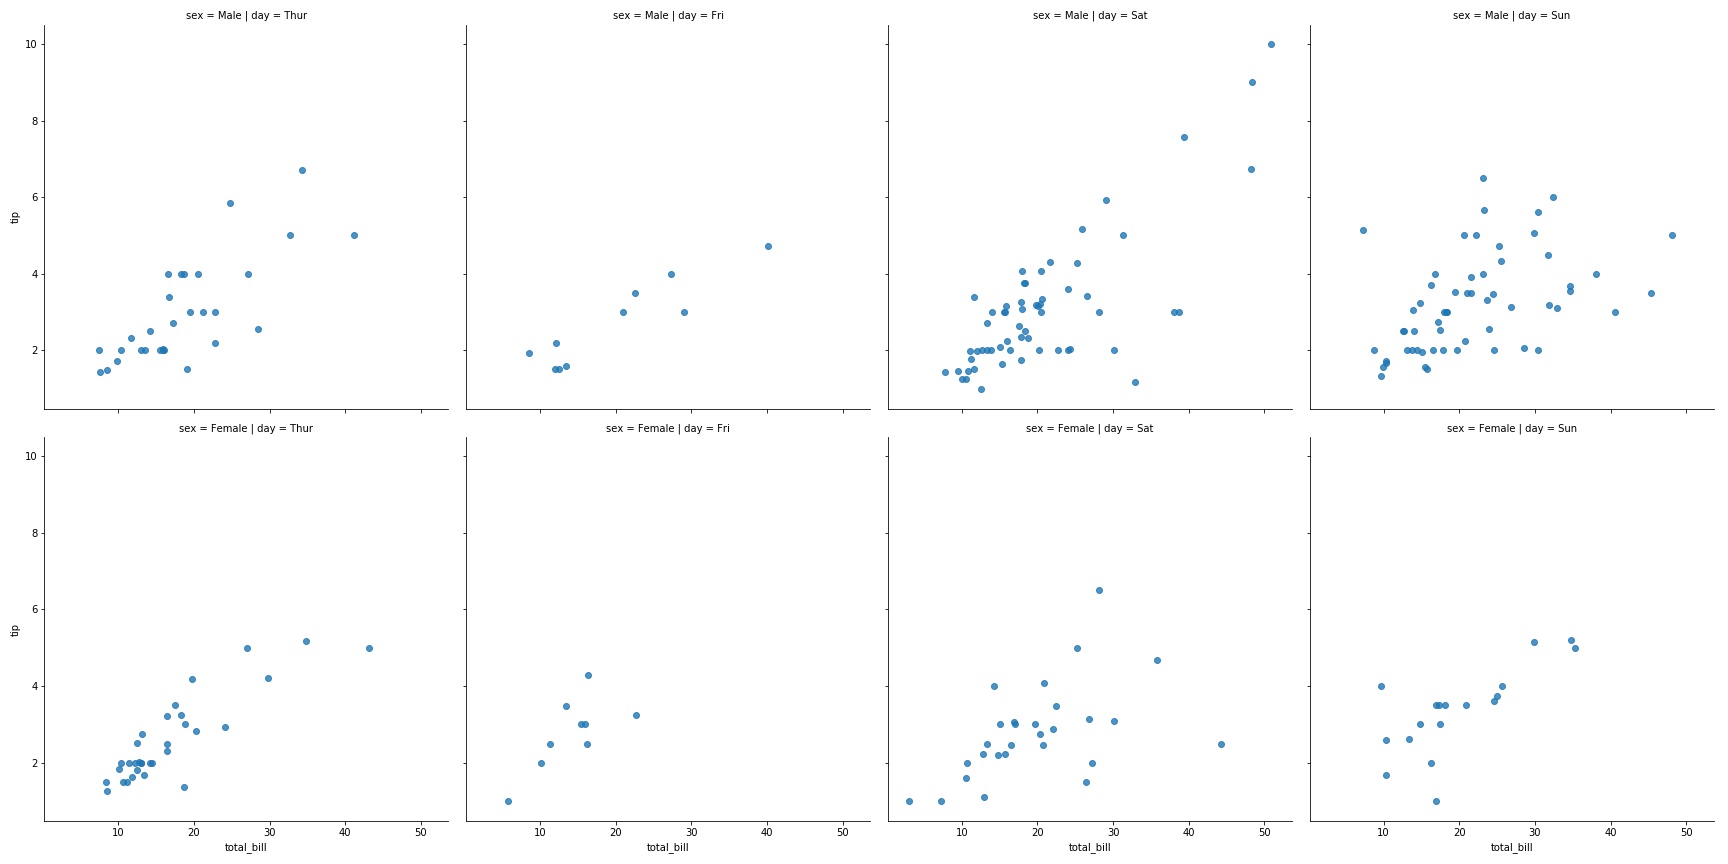 sex = Male | day = Thur
sex = Male | day = Fri
sex = Male | day = Sat
sex = Male | day = Sun
10
8
6
4
2
tip
sex = Female | day = Thur
sex = Female | day = Fri
sex = Female | day = Sat
sex = Female | day = Sun
10
8
6
4
2
tip
10 20 30 40 50
10 20 30 40 50
10 20 30 40 50
10 20 30 40 50
total_bill
total_bill
total_bill
total_bill